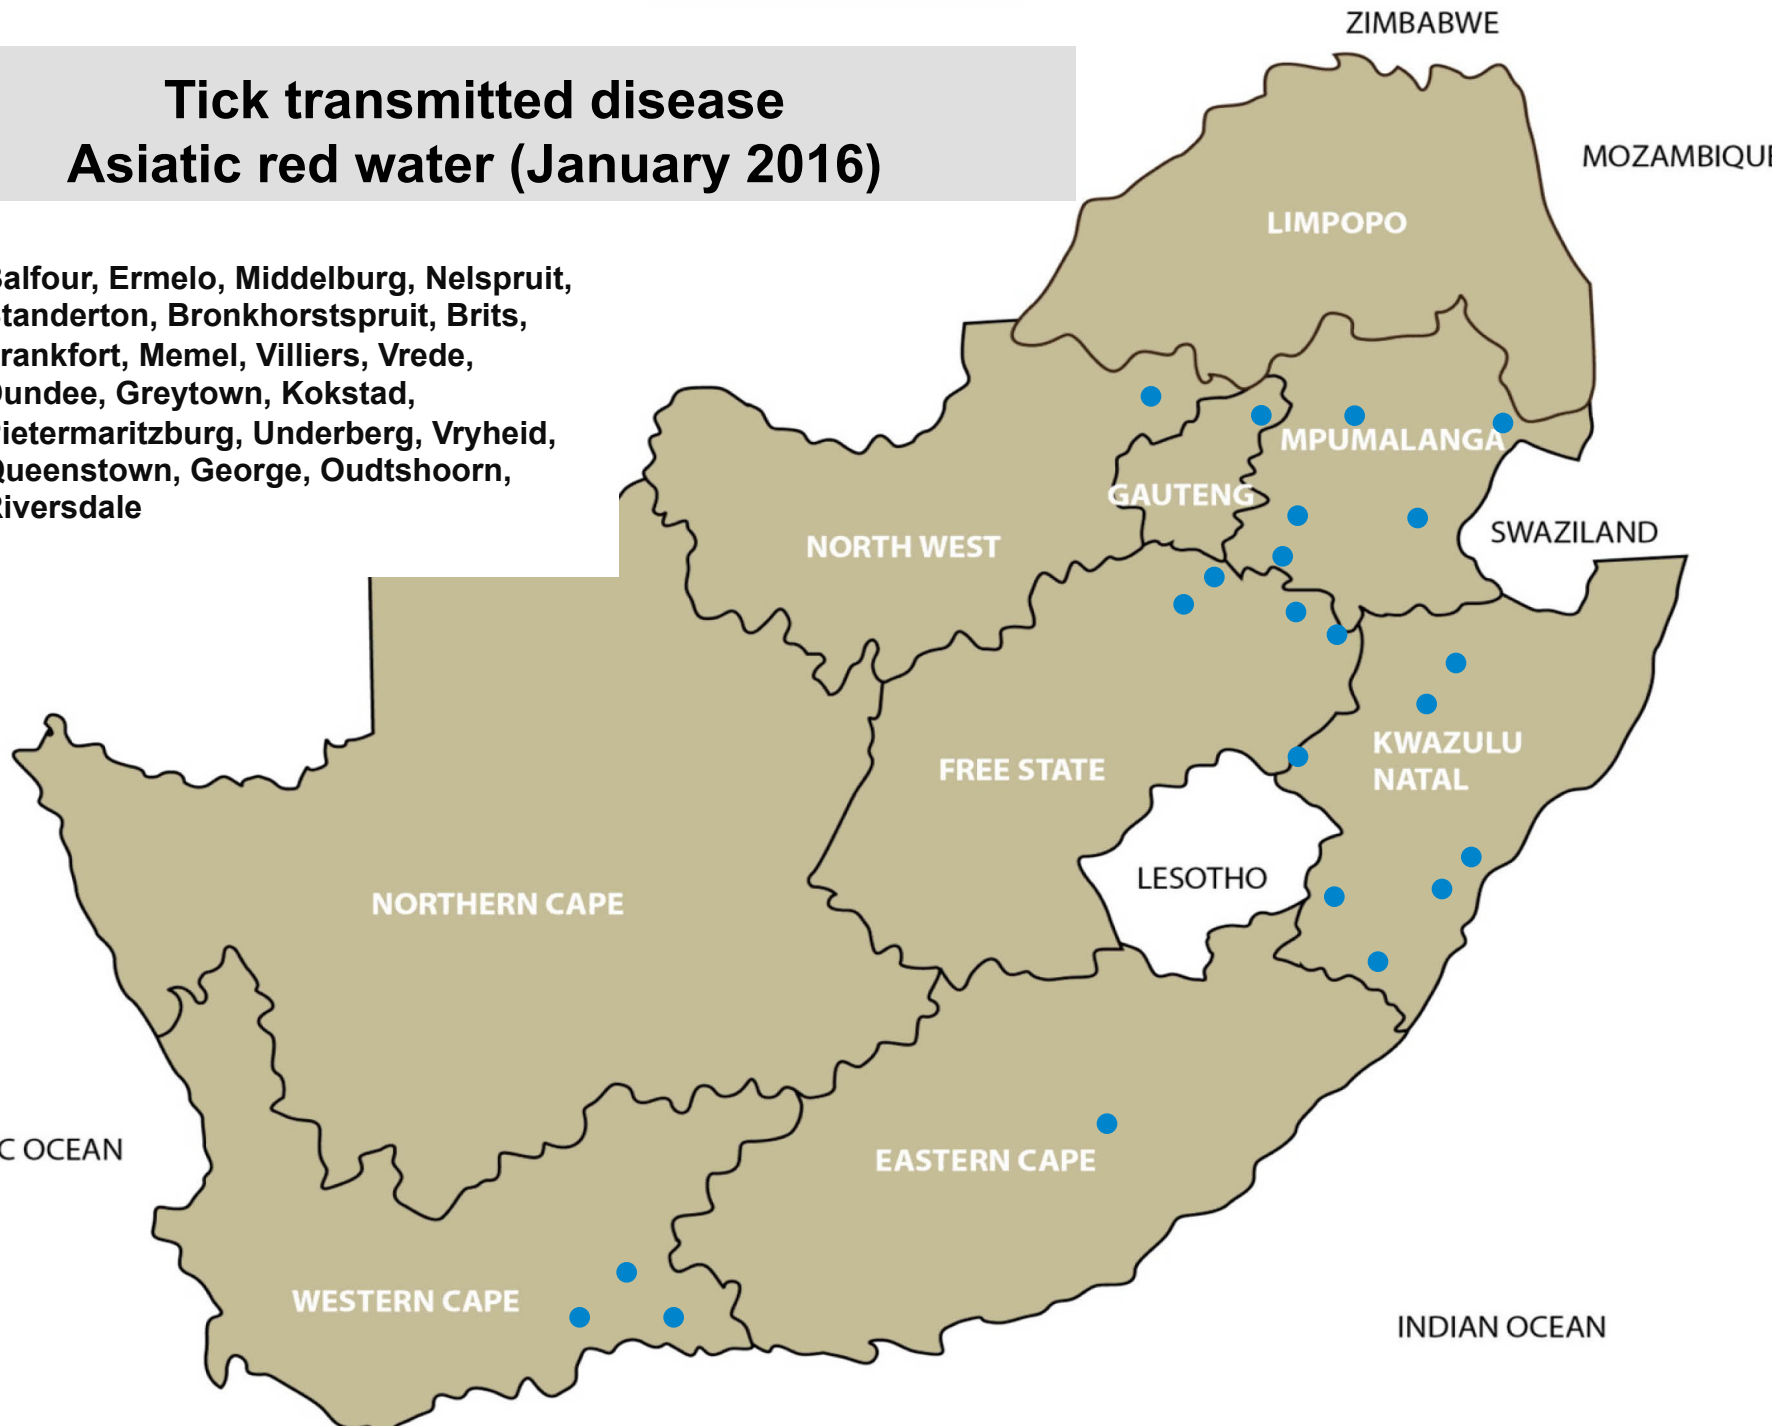 ZIMBABWE
Tick transmitted disease
Asiatic red water (January 2016)
MOZAMBIQUE
LIMPOPO
alfour, Ermelo, Middelburg, Nelspruit,
tanderton, Bronkhorstspruit, Brits,
rankfort, Memel, Villiers, Vrede,
undee, Greytown, Kokstad,
ietermaritzburg, Underberg, Vryheid,
ueenstown, George, Oudtshoorn,
iversdale
MPUMALANGA
GAUTENG
SWAZILAND
NORTH WEST
KWAZULU
NATAL
FREE STATE
LESOTHO
NORTHERN CAPE
C OCEAN
EASTERN CAPE
WESTERN CAPE
INDIAN OCEAN